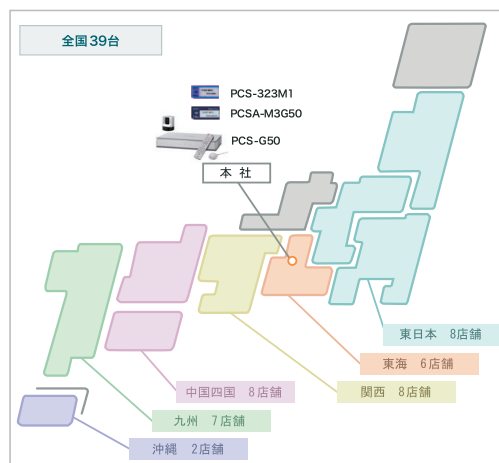 全国39台
PCS-323M1
PCSA-M3G50
PCS-G50
本 社
東日本 8店舗
東海 6店舗
関西 8店舗
中国四国 8店舗
九州 7店舗
沖縄 2店舗